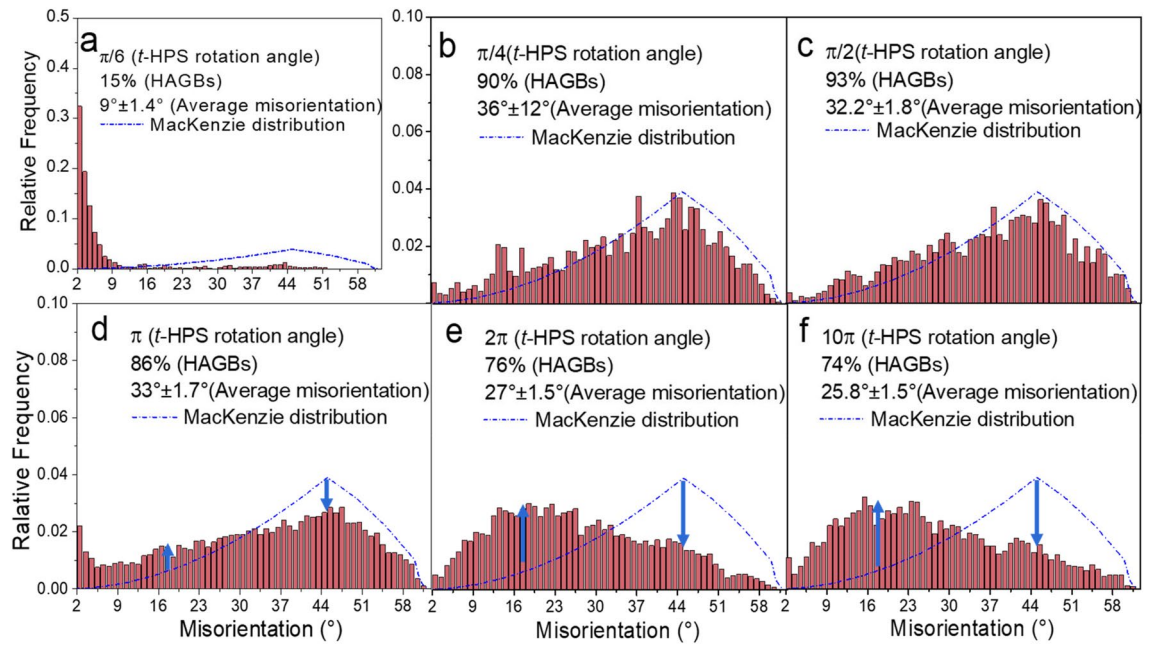 a
π/6 (t-HPS rotation angle)
15% (HAGBs)
9°±1.4° (Average misorientation)
MacKenzie distribution
Relative Frequency
0.5
0.4
0.3
0.2
0.1
0.0
2 9 16 23 30 37 44 51 58
b
π/4(t-HPS rotation angle)
90% (HAGBs)
36°±12°(Average misorientation)
MacKenzie distribution
0.10
0.08
0.06
0.04
0.02
c
π/2(t-HPS rotation angle)
93% (HAGBs)
32.2°±1.8°(Average misorientation)
MacKenzie distribution
d
π (t-HPS rotation angle)
86% (HAGBs)
33°±1.7°(Average misorientation)
MacKenzie distribution
Ralative Frequency
0.10
0.08
0.06
0.04
0.02
0.00
2 9 16 23 30 37 44 51 58
Misorientation (°)
e
2π (t-HPS rotation angle)
76% (HAGBs)
27°±1.5°(Average misorientation)
MacKenzie distribution
2 9 16 23 30 37 44 51 58
Misorientation (°)
f
10π (t-HPS rotation angle)
74% (HAGBs)
25.8°±1.5°(Average misorientation)
MacKenzie distribution
2 9 16 23 30 37 44 51 58
Misorientation (°)